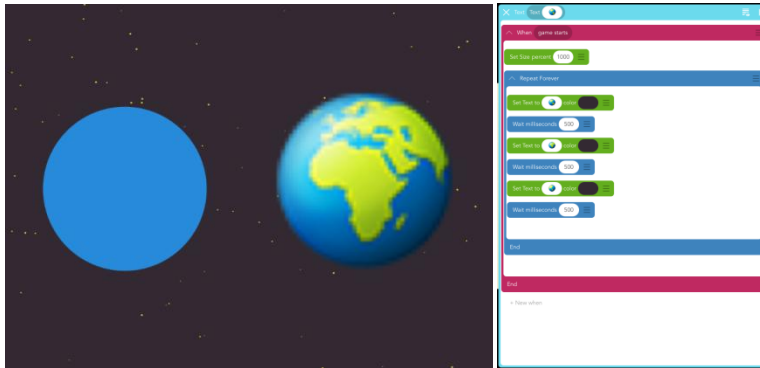 Text Text 🌏
When game starts
Set Size percent 1000
Repeat Forever
Set Text to 🌏 color
Wait milliseconds 500
Set Text to 🌍 color
Wait milliseconds 500
Set Text to 🌎 color
Wait milliseconds 500
End
End
+ New when